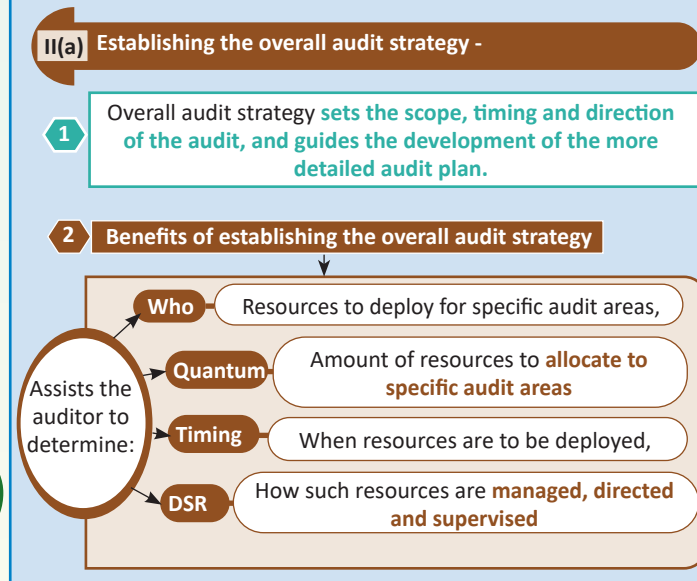 II(a) Establishing the overall audit strategy -
1
Overall audit strategy sets the scope, timing and direction
of the audit, and guides the development of the more
detailed audit plan.
2 Benefits of establishing the overall audit strategy
Assists the
auditor to
determine:
Who
Resources to deploy for specific audit areas,
Quantum
Amount of resources to allocate to
specific audit areas
Timing
When resources are to be deployed,
DSR
How such resources are managed, directed
and supervised